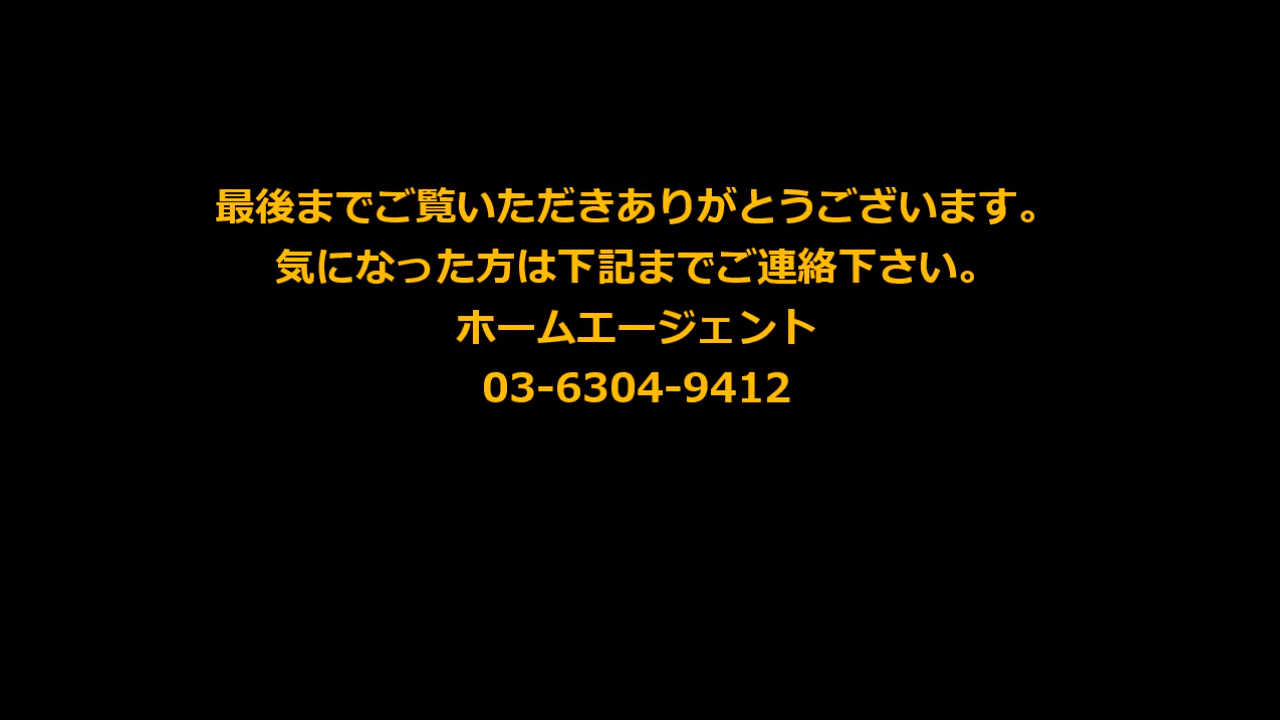 最後までご覧いただきありがとうございます。
気になった方は下記までご連絡下さい。
ホームエージェント
03-6304-9412